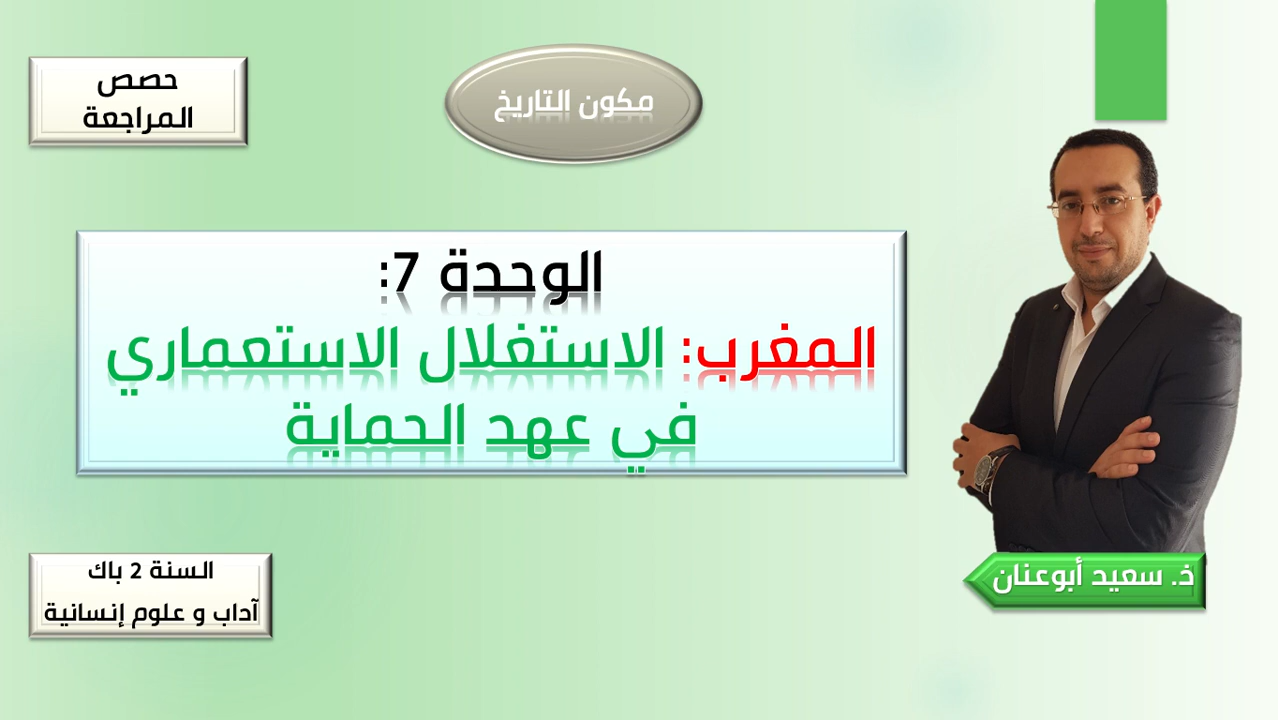 مكون التاريخ
حصص
المراجعة
الوحدة 7:
المغرب: الاستغلال الاستعماري
في عهد الحماية
ذ. سعيد أبوعنان
السنة 2 باك
آداب و علوم إنسانية